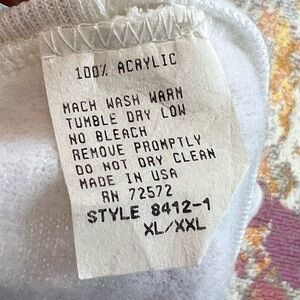 100% ACRYLIC
MACH WASH WARM
TUMBLE DRY LOW
NO BLEACH
REMOVE PROMPTLY
DO NOT DRY CLEAN
MADE IN USA
RN 72572
STYLE 8412-1
XL/XXL